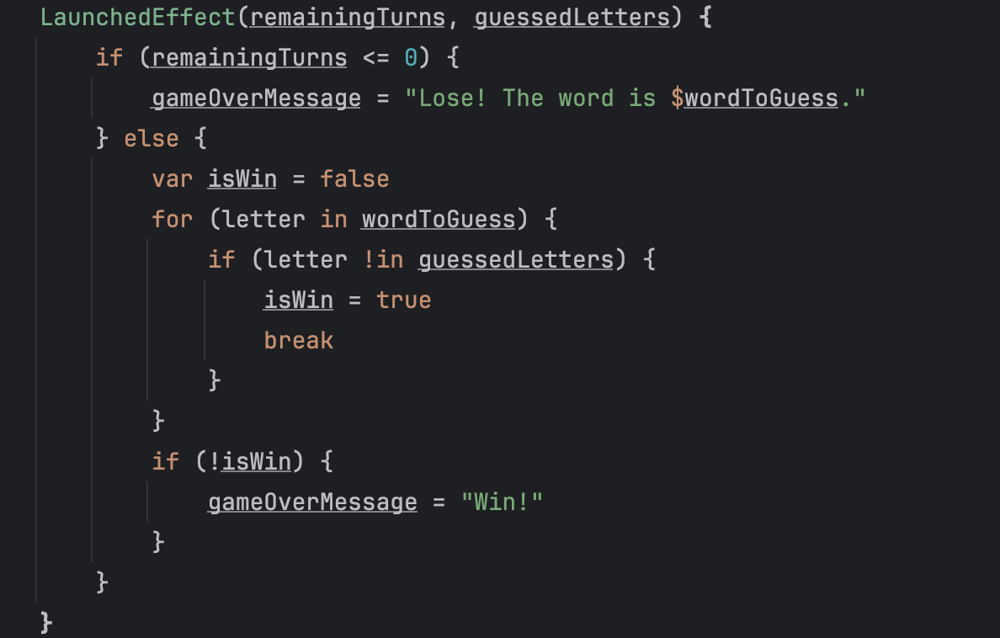 LaunchedEffect(remainingTurns, guessedLetters) {
    if (remainingTurns <= 0) {
        gameOverMessage = "Lose! The word is $wordToGuess."
    } else {
        var isWin = false
        for (letter in wordToGuess) {
            if (letter !in guessedLetters) {
                isWin = true
                break
            }
        }
        if (!isWin) {
            gameOverMessage = "Win!"
        }
    }
}